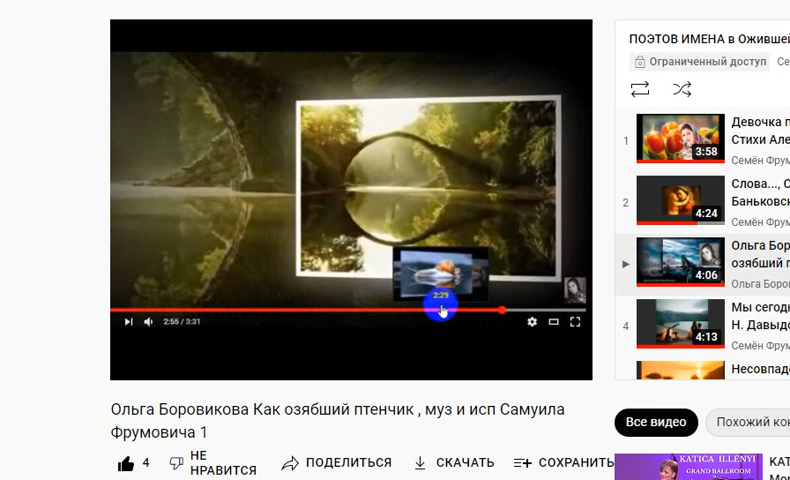 2:29
2:55 / 3:31
Ольга Боровикова Как озябший птенчик , муз и исп Самуила
Фрумовича 1
4
НЕ
НРАВИТСЯ
ПОДЕЛИТЬСЯ
СКАЧАТЬ
СОХРАНИТЬ
ПОЭТОВ ИМЕНА в Ожившей
Ограниченный доступ Се
1
3:58
Девочка п
Стихи Але
Семён Фрум
2
4:24
Слова..., С
Баньковск
Семён Фрум
4:06
Ольга Бор
озябший п
Ольга Боров
4
4:13
Мы сегодн
Н. Давыдо
Семён Фрум
Несовпаде
Все видео
Похожий кон
KATICA ILLÉNYI
GRAND BALLROOM
KAT